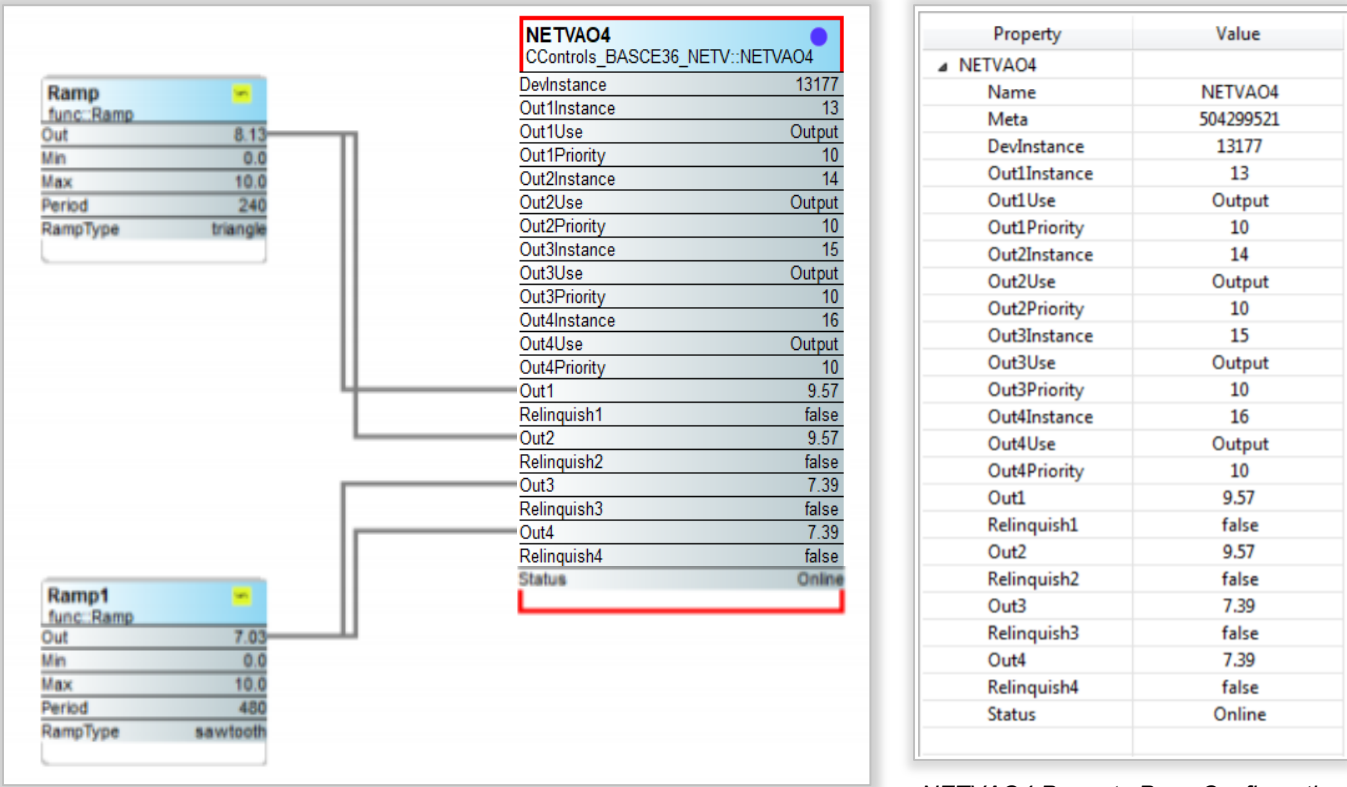 Ramp
func::Ramp
Out 8.13
Min 0.0
Max 10.0
Period 240
RampType triangle
Ramp1
func::Ramp
Out 7.03
Min 0.0
Max 10.0
Period 480
RampType sawtooth
NETVAO4
CControls_BASCE36_NETV::NETVAO4
DevInstance 13177
Out1Instance 13
Out1Use Output
Out1Priority 10
Out2Instance 14
Out2Use Output
Out2Priority 10
Out3Instance 15
Out3Use Output
Out3Priority 10
Out4Instance 16
Out4Use Output
Out4Priority 10
Out1 9.57
Relinquish1 false
Out2 9.57
Relinquish2 false
Out3 7.39
Relinquish3 false
Out4 7.39
Relinquish4 false
Status Online
Property Value
NETVAO4
Name NETVAO4
Meta 504299521
DevInstance 13177
Out1Instance 13
Out1Use Output
Out1Priority 10
Out2Instance 14
Out2Use Output
Out2Priority 10
Out3Instance 15
Out3Use Output
Out3Priority 10
Out4Instance 16
Out4Use Output
Out4Priority 10
Out1 9.57
Relinquish1 false
Out2 9.57
Relinquish2 false
Out3 7.39
Relinquish3 false
Out4 7.39
Relinquish4 false
Status Online